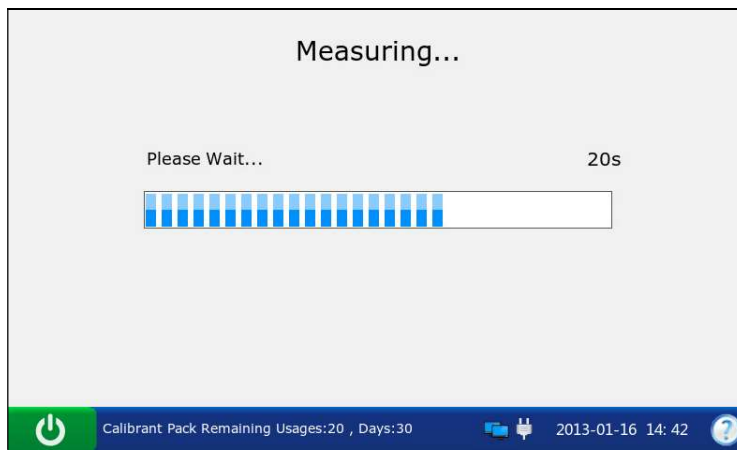 Measuring...
Please Wait... 20s
Calibrant Pack Remaining Usages:20 , Days:30 2013-01-16 14: 42 ?